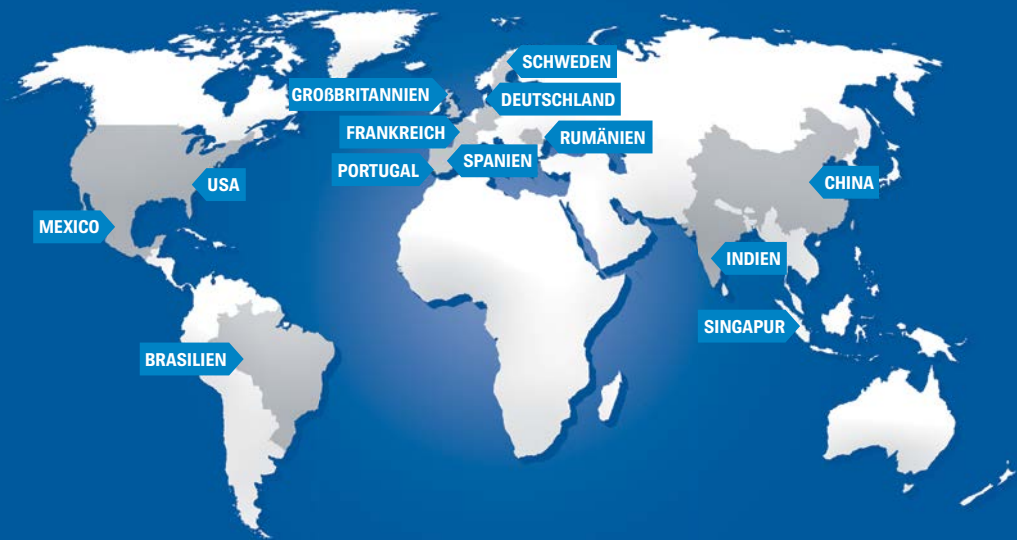 SCHWEDEN
GROßBRITANNIEN
DEUTSCHLAND
FRANKREICH
RUMÄNIEN
SPANIEN
PORTUGAL
USA
CHINA
MEXICO
INDIEN
SINGAPUR
BRASILIEN